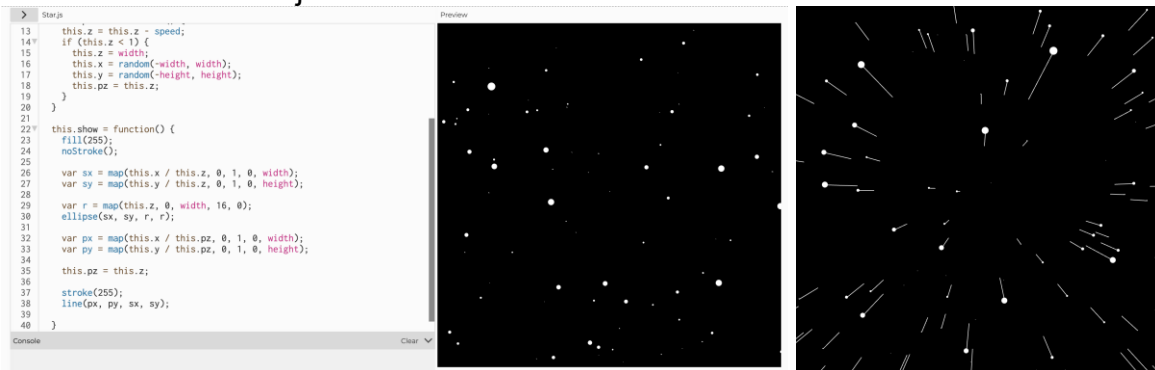 Star.js
Preview
13 this.z = this.z - speed;
14 if (this.z < 1) {
15 this.z = width;
16 this.x = random(-width, width);
17 this.y = random(-height, height);
18 this.pz = this.z;
19 }
20 }
21
22 this.show = function() {
23 fill(255);
24 noStroke();
25
26 var sx = map(this.x / this.z, 0, 1, 0, width);
27 var sy = map(this.y / this.z, 0, 1, 0, height);
28
29 var r = map(this.z, 0, width, 16, 0);
30 ellipse(sx, sy, r, r);
31
32 var px = map(this.x / this.pz, 0, 1, 0, width);
33 var py = map(this.y / this.pz, 0, 1, 0, height);
34
35 this.pz = this.z;
36
37 stroke(255);
38 line(px, py, sx, sy);
39
40 }
Console
Clear